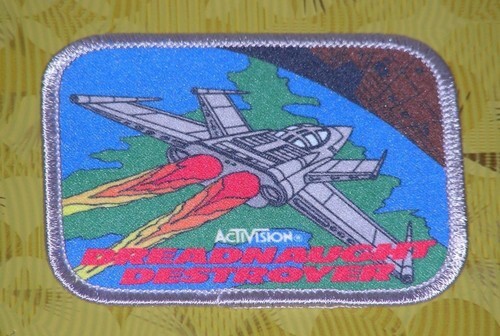 ACTIVISION®
DREADNAUGHT
DESTROYER